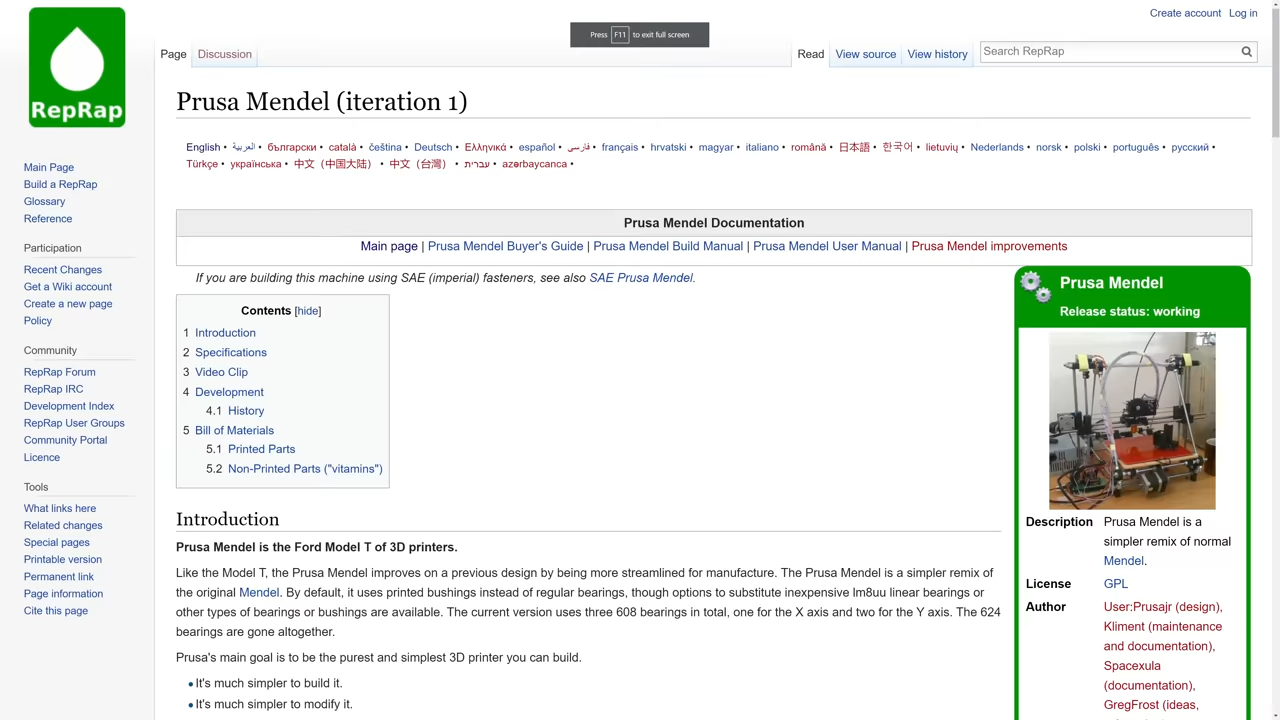 Create account Log in
Press F11 to exit full screen
RepRap
Page Discussion Read View source View history Search RepRap
Prusa Mendel (iteration 1)
English • العربية • български • català • čeština • Deutsch • Ελληνικά • español • فارسی • français • hrvatski • magyar • italiano • română • 日本語 • 한국어 • lietuvių • Nederlands • norsk • polski • português • русский •
Türkçe • українська • 中文（中国大陆） • 中文（台灣） • עברית • azərbaycanca •
Main Page
Build a RepRap
Glossary
Reference
Participation
Recent Changes
Get a Wiki account
Create a new page
Policy
Community
RepRap Forum
RepRap IRC
Development Index
RepRap User Groups
Community Portal
Licence
Tools
What links here
Related changes
Special pages
Printable version
Permanent link
Page information
Cite this page
Prusa Mendel Documentation
Main page | Prusa Mendel Buyer's Guide | Prusa Mendel Build Manual | Prusa Mendel User Manual | Prusa Mendel improvements
If you are building this machine using SAE (imperial) fasteners, see also SAE Prusa Mendel.
Contents [hide]
1 Introduction
2 Specifications
3 Video Clip
4 Development
4.1 History
5 Bill of Materials
5.1 Printed Parts
5.2 Non-Printed Parts ("vitamins")
Introduction
Prusa Mendel is the Ford Model T of 3D printers.
Like the Model T, the Prusa Mendel improves on a previous design by being more streamlined for manufacture. The Prusa Mendel is a simpler remix of
the original Mendel. By default, it uses printed bushings instead of regular bearings, though options to substitute inexpensive lm8uu linear bearings or
other types of bearings or bushings are available. The current version uses three 608 bearings in total, one for the X axis and two for the Y axis. The 624
bearings are gone altogether.
Prusa's main goal is to be the purest and simplest 3D printer you can build.
• It's much simpler to build it.
• It's much simpler to modify it.
Prusa Mendel
Release status: working
Description Prusa Mendel is a
simpler remix of normal
Mendel.
License GPL
Author User:Prusajr (design),
Kliment (maintenance
and documentation),
Spacexula
(documentation),
GregFrost (ideas,